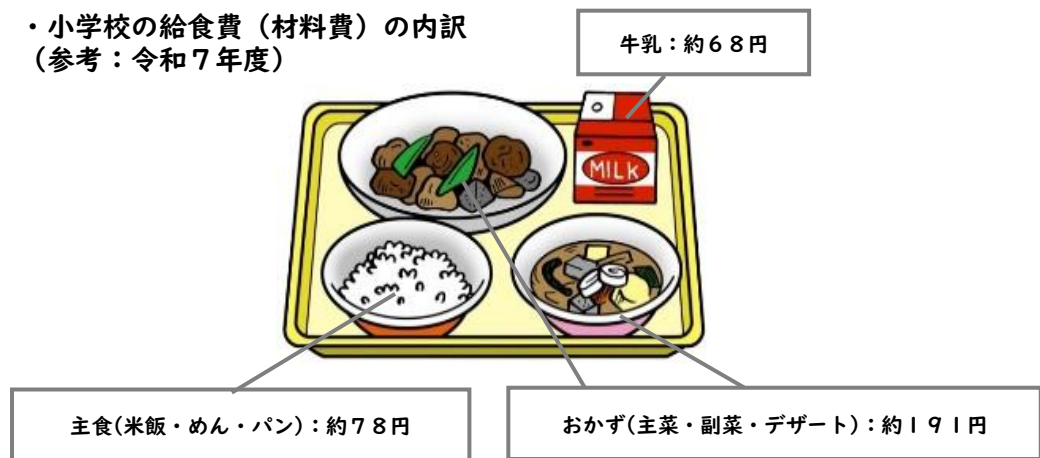 ・小学校の給食費（材料費）の内訳
（参考：令和７年度）
牛乳：約６８円
MILK
主食(米飯・めん・パン)：約７８円
おかず(主菜・副菜・デザート)：約１９１円